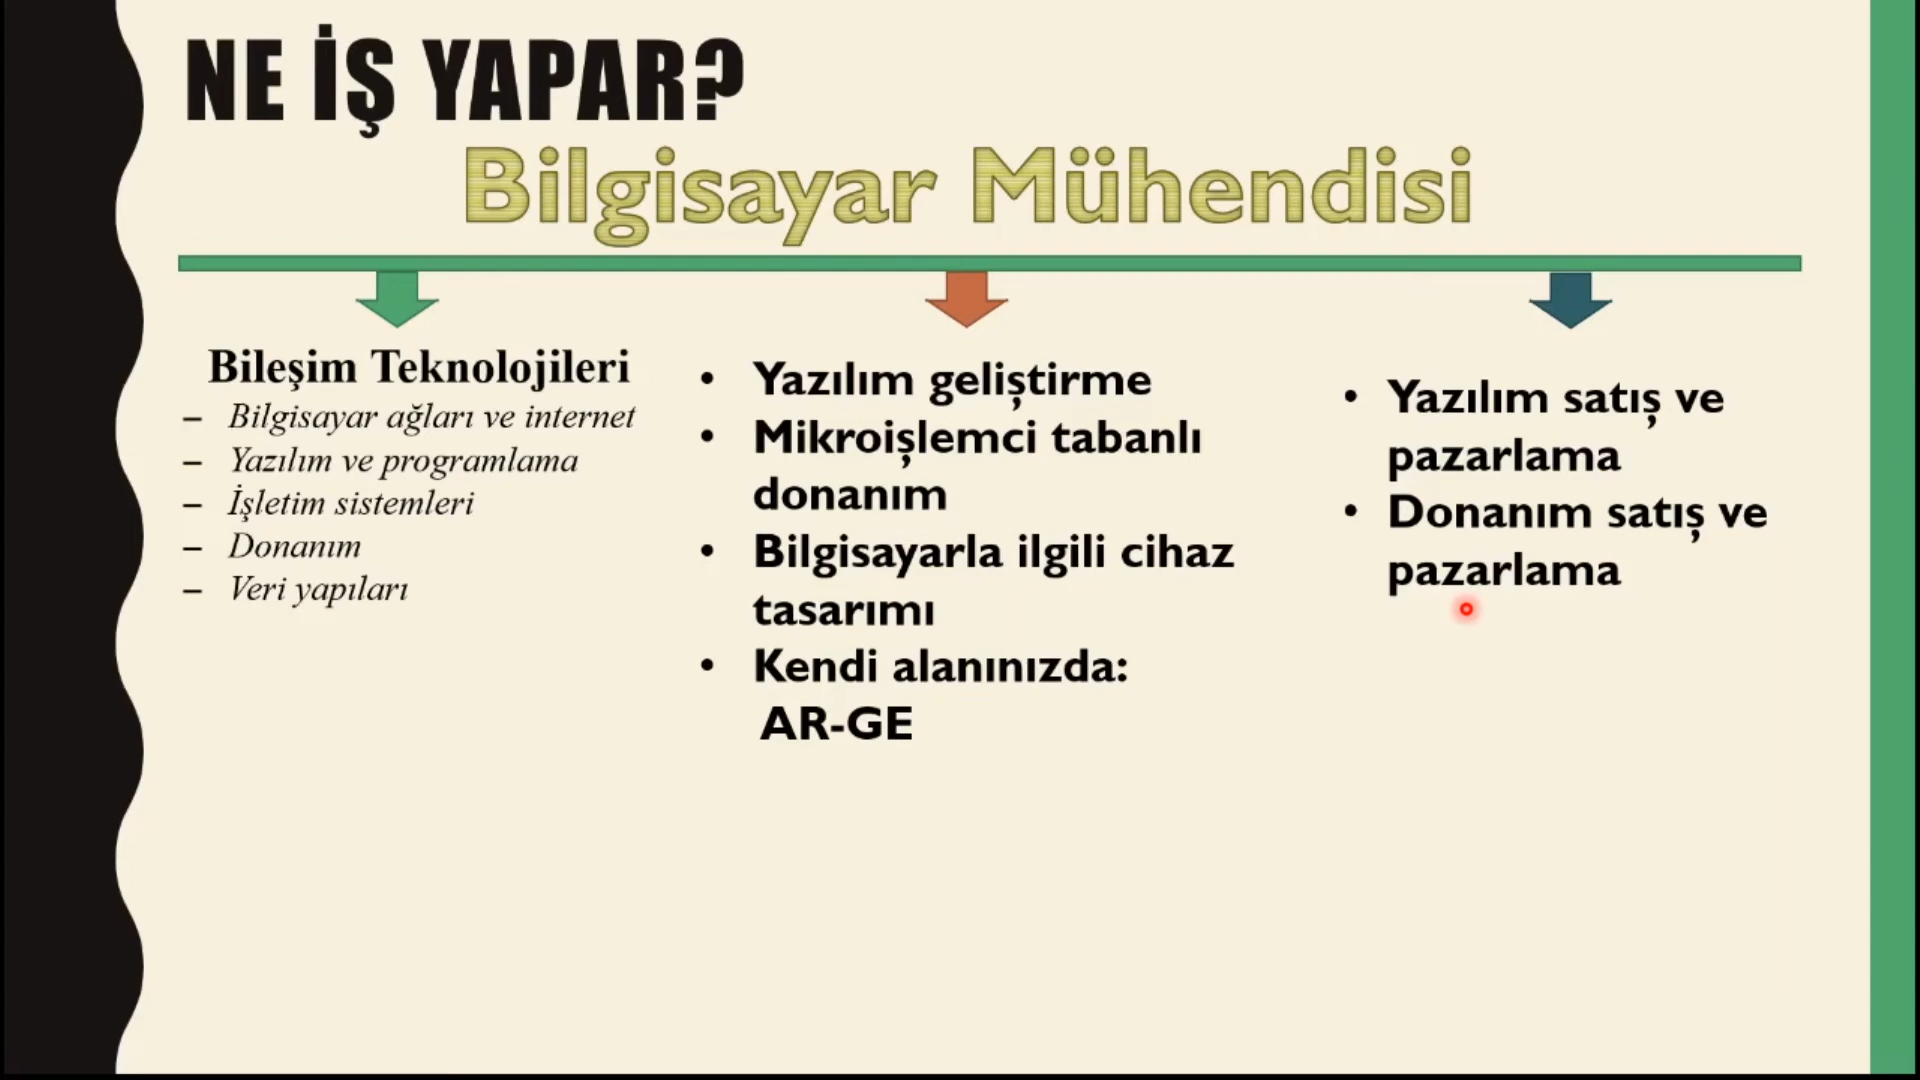 NE İŞ YAPAR?
Bilgisayar Mühendisi
Bileşim Teknolojileri
– Bilgisayar ağları ve internet
– Yazılım ve programlama
– İşletim sistemleri
– Donanım
– Veri yapıları
• Yazılım geliştirme
• Mikroişlemci tabanlı
donanım
• Bilgisayarla ilgili cihaz
tasarımı
• Kendi alanınızda:
AR-GE
• Yazılım satış ve
pazarlama
• Donanım satış ve
pazarlama